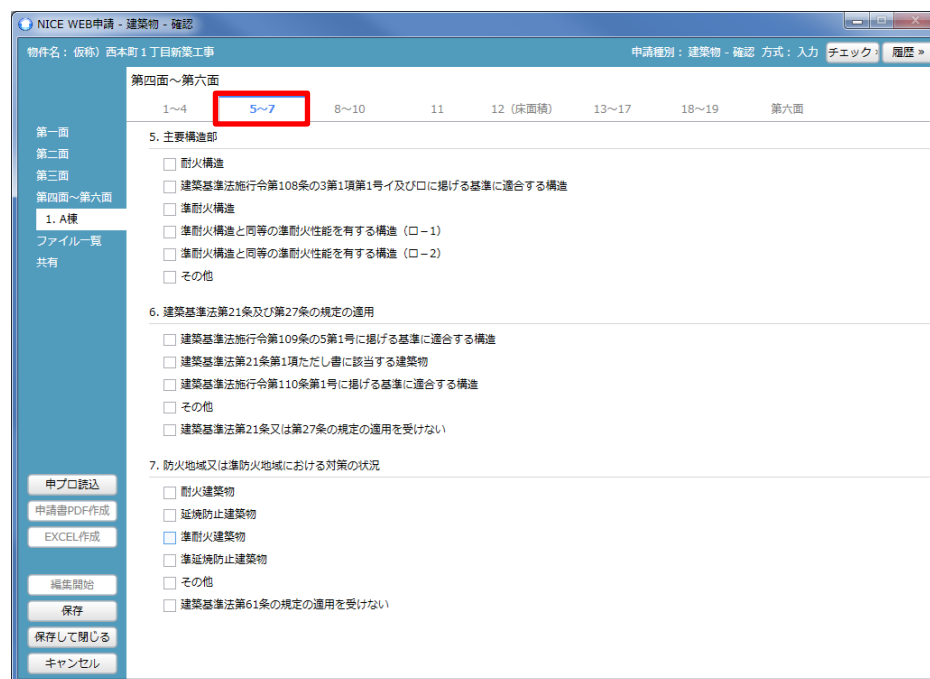 NICE WEB申請 - 建築物 - 確認
物件名：仮称）西本町１丁目新築工事
申請種別：建築物 - 確認 方式：入力
チェック »
履歴 »
第四面～第六面
1～4
5～7
8～10
11
12（床面積）
13～17
18～19
第六面
第一面
第二面
第三面
第四面～第六面
1. A棟
ファイル一覧
共有
5. 主要構造部
耐火構造
建築基準法施行令第108条の3第1項第1号イ及びロに掲げる基準に適合する構造
準耐火構造
準耐火構造と同等の準耐火性能を有する構造（ロ－1）
準耐火構造と同等の準耐火性能を有する構造（ロ－2）
その他
6. 建築基準法第21条及び第27条の規定の適用
建築基準法施行令第109条の5第1号に掲げる基準に適合する構造
建築基準法第21条第1項ただし書に該当する建築物
建築基準法施行令第110条第1号に掲げる基準に適合する構造
その他
建築基準法第21条又は第27条の規定の適用を受けない
7. 防火地域又は準防火地域における対策の状況
耐火建築物
延焼防止建築物
準耐火建築物
準延焼防止建築物
その他
建築基準法第61条の規定の適用を受けない
申プロ読込
申請書PDF作成
EXCEL作成
編集開始
保存
保存して閉じる
キャンセル